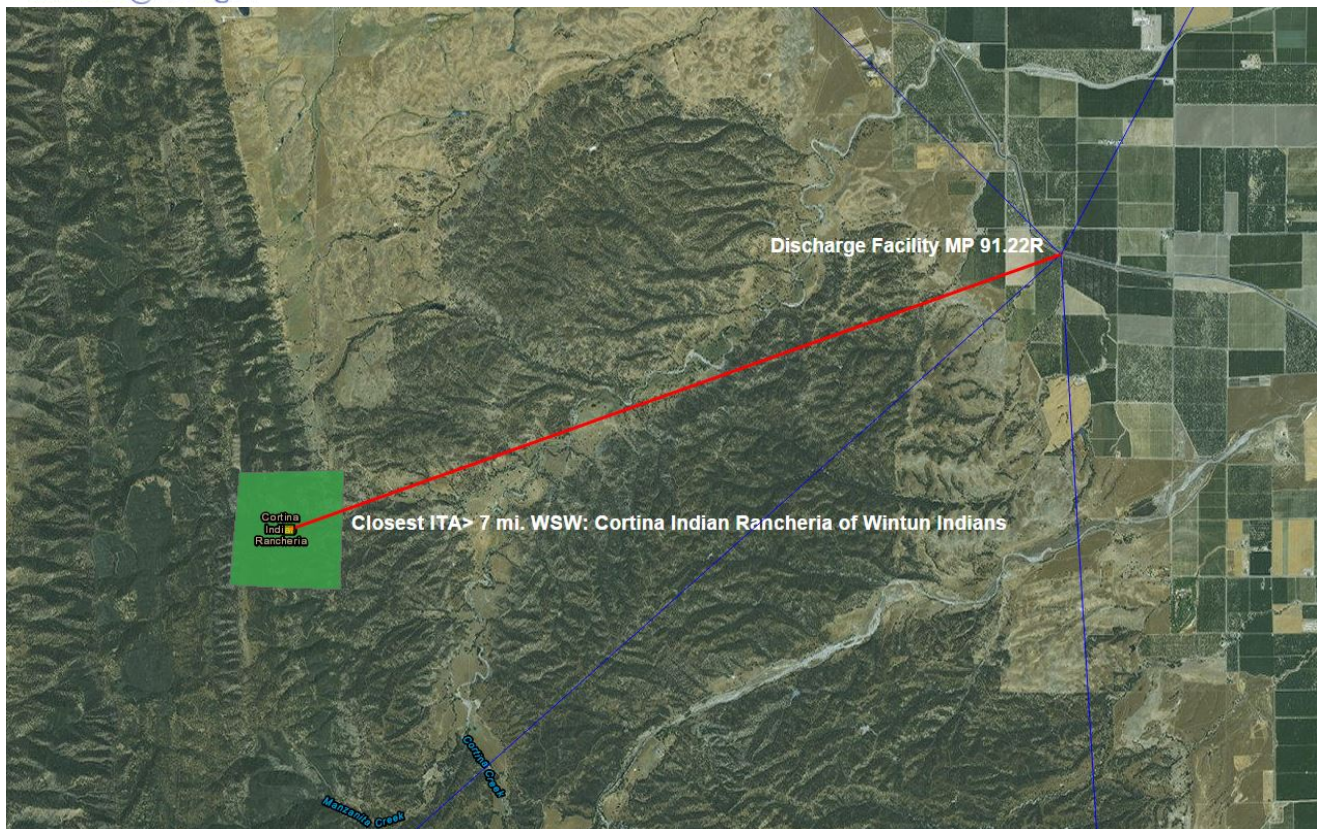 Discharge Facility MP 91.22R
Cortina
Indian
Rancheria
Closest ITA> 7 mi. WSW: Cortina Indian Rancheria of Wintun Indians
Cortina Creek
Manzanita Creek